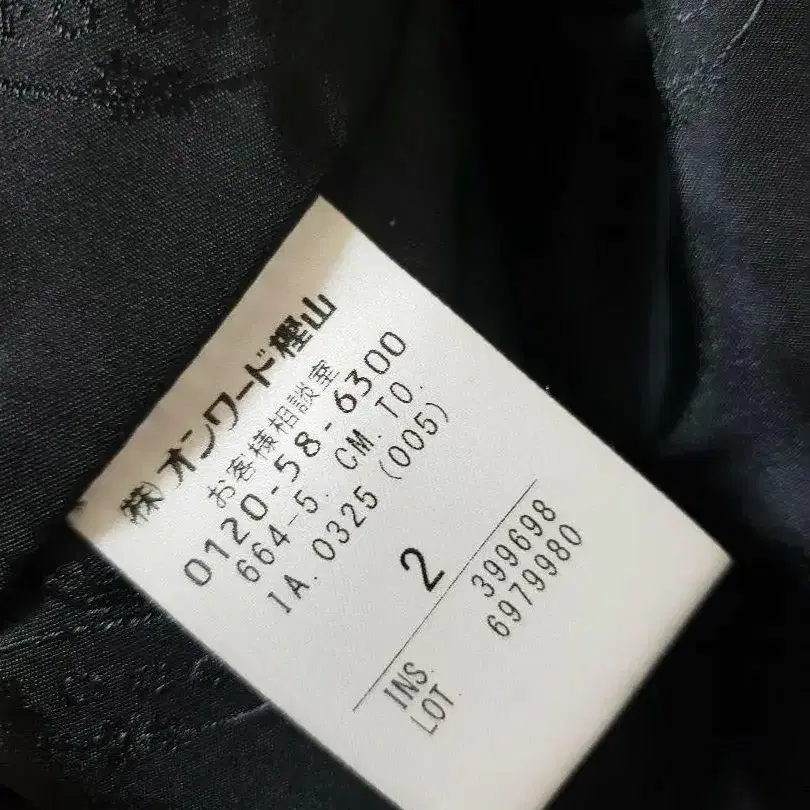 ㈱オンワード樫山
お客様相談室
0120-58-6300
664-5. CM. TO.
IA. 0325 (005)
2
INS. 399698
LOT. 6979980